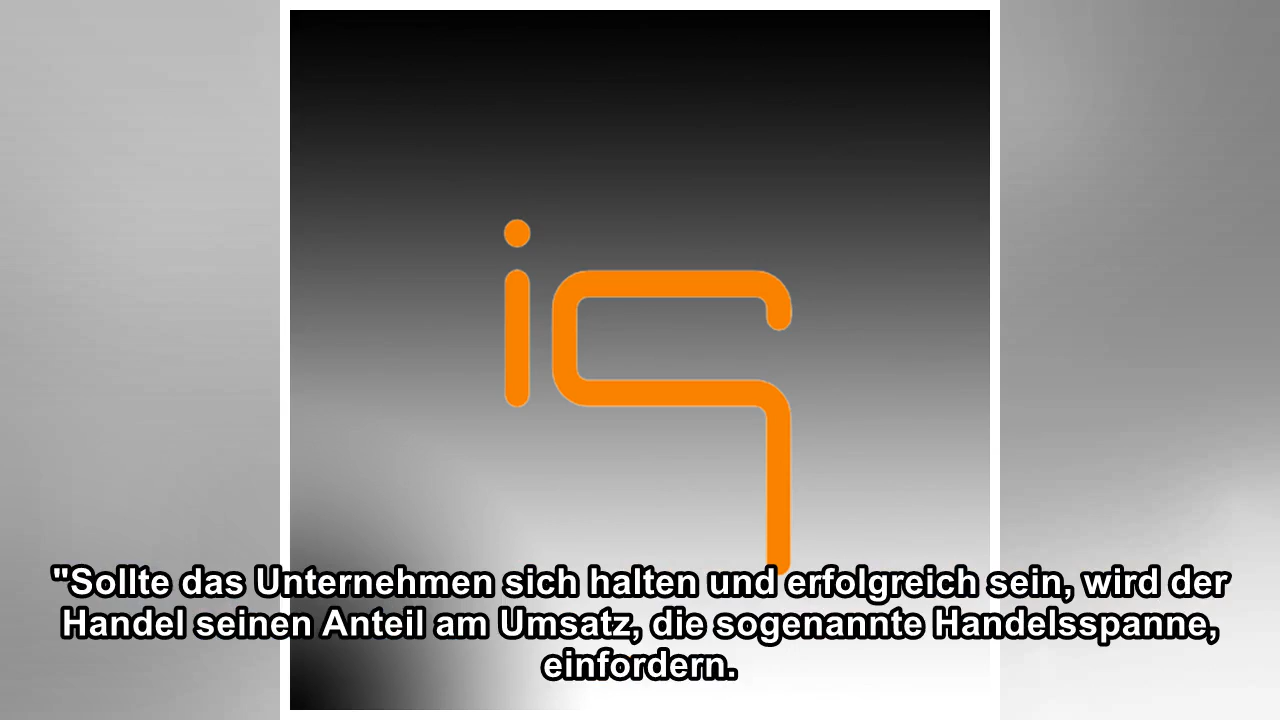 iq
"Sollte das Unternehmen sich halten und erfolgreich sein, wird der
Handel seinen Anteil am Umsatz, die sogenannte Handelsspanne,
einfordern.